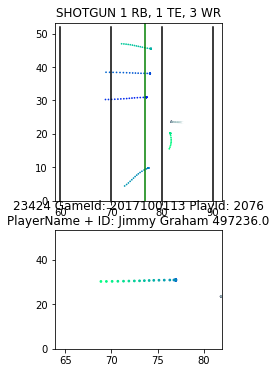 SHOTGUN 1 RB, 1 TE, 3 WR
50
40
30
20
10
0
60 70 80 90
23424 GameId: 2017100113 PlayId: 2076
PlayerName + ID: Jimmy Graham 497236.0
40
20
0
65 70 75 80